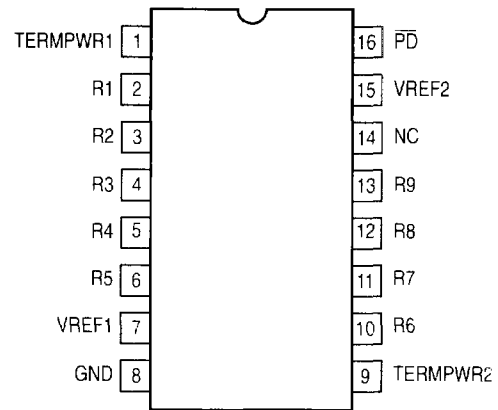 TERMPWR1 1 16 P̅D̅
R1 2 15 VREF2
R2 3 14 NC
R3 4 13 R9
R4 5 12 R8
R5 6 11 R7
VREF1 7 10 R6
GND 8 9 TERMPWR2